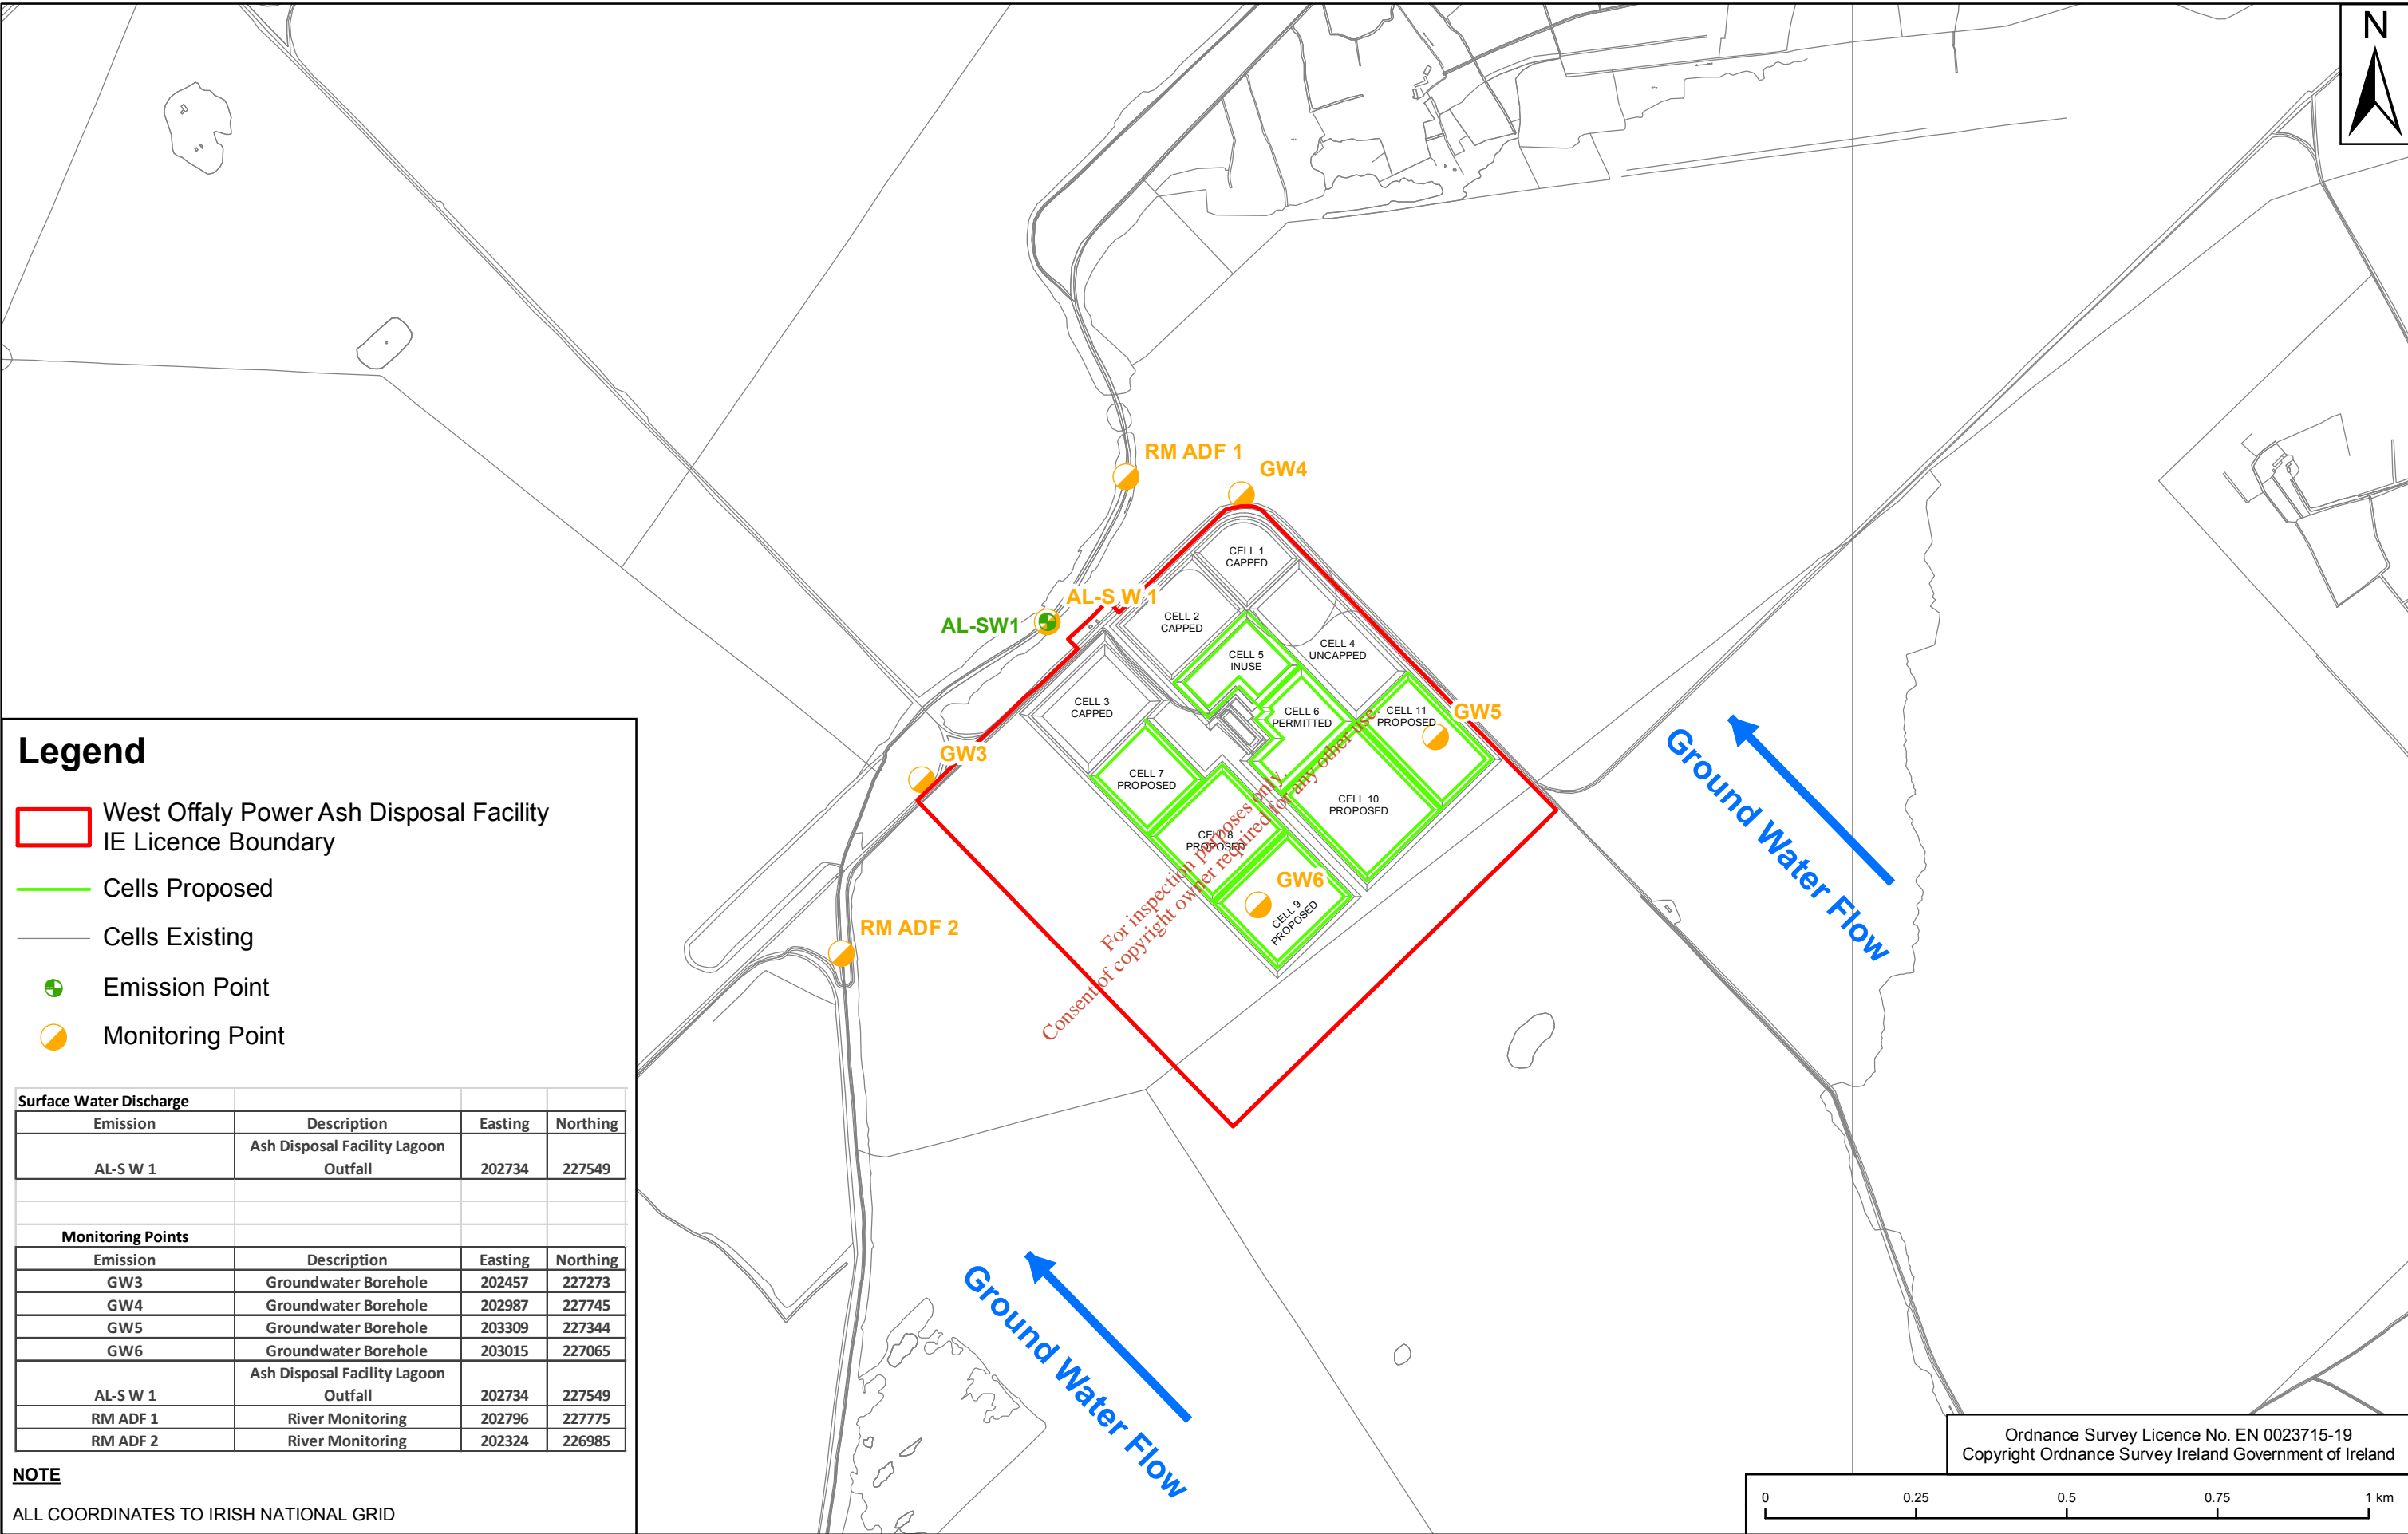 N
RM ADF 1
GW4
CELL 1
CAPPED
AL-S W 1
AL-SW1
CELL 2
CAPPED
CELL 4
UNCAPPED
CELL 5
INUSE
CELL 3
CAPPED
CELL 6
PERMITTED
CELL 11
PROPOSED
GW5
GW3
CELL 7
PROPOSED
CELL 10
PROPOSED
CELL 8
PROPOSED
GW6
CELL 9
PROPOSED
RM ADF 2
For inspection purposes only.
Consent of copyright owner required for any other use.
Ground Water Flow
Ground Water Flow
Legend
West Offaly Power Ash Disposal Facility
IE Licence Boundary
Cells Proposed
Cells Existing
Emission Point
Monitoring Point
Surface Water Discharge
Emission Description Easting Northing
Ash Disposal Facility Lagoon
AL-S W 1 Outfall 202734 227549
Monitoring Points
Emission Description Easting Northing
GW3 Groundwater Borehole 202457 227273
GW4 Groundwater Borehole 202987 227745
GW5 Groundwater Borehole 203309 227344
GW6 Groundwater Borehole 203015 227065
Ash Disposal Facility Lagoon
AL-S W 1 Outfall 202734 227549
RM ADF 1 River Monitoring 202796 227775
RM ADF 2 River Monitoring 202324 226985
NOTE
ALL COORDINATES TO IRISH NATIONAL GRID
Ordnance Survey Licence No. EN 0023715-19
Copyright Ordnance Survey Ireland Government of Ireland
0 0.25 0.5 0.75 1 km